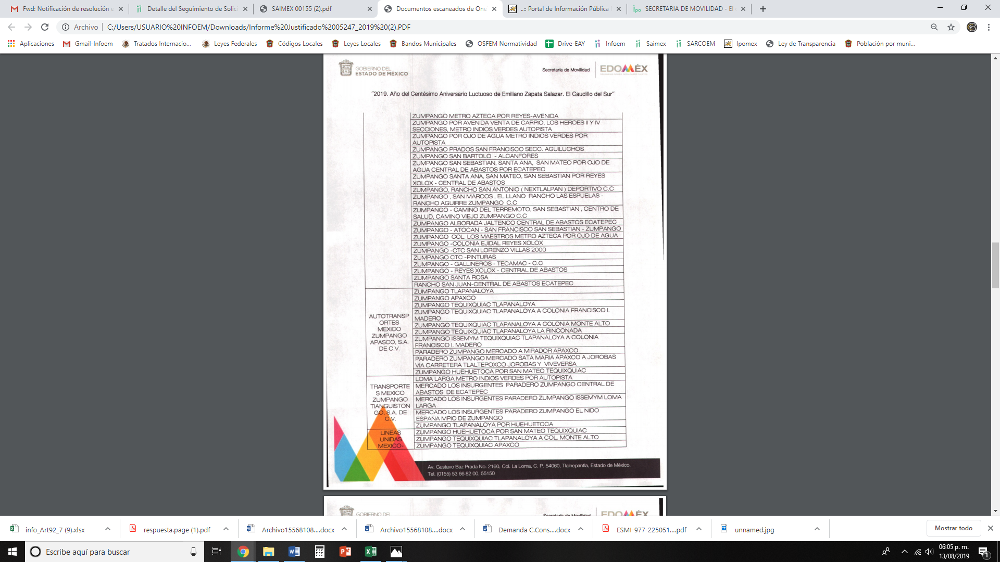 Fwd: Notificación de resolución e
Detalle del Seguimiento de Solici
SAIMEX 00155 (2).pdf
Documentos escaneados de One
..:: Portal de Información Pública
SECRETARIA DE MOVILIDAD - El
Archivo
C:/Users/USUARIO%20INFOEM/Downloads/Informe%20Justificado%2005247_2019%20(2).PDF
Aplicaciones
Gmail-Infoem
Tratados Internacio...
Leyes Federales
Códigos Locales
Leyes Locales
Bandos Municipales
OSFEM Normatividad
Drive-EAY
Infoem
Saimex
SARCOEM
Ipomex
Ley de Transparencia
Población por muni...
GOBIERNO DEL
ESTADO DE MÉXICO
Secretaría de Movilidad
EDOMÉX
"2019. Año del Centésimo Aniversario Luctuoso de Emiliano Zapata Salazar. El Caudillo del Sur"
ZUMPANGO METRO AZTECA POR REYES-AVENIDA
ZUMPANGO POR AVENIDA VENTA DE CARPIO, LOS HEROES II Y IV
SECCIONES, METRO INDIOS VERDES AUTOPISTA
ZUMPANGO POR OJO DE AGUA METRO INDIOS VERDES POR
AUTOPISTA
ZUMPANGO PRADOS SAN FRANCISCO SECC. AGUILUCHOS
ZUMPANGO SAN BARTOLO - ALCANFORES
ZUMPANGO SAN SEBASTIAN, SANTA ANA, SAN MATEO POR OJO DE
AGUA CENTRAL DE ABASTOS POR ECATEPEC
ZUMPANGO SANTA ANA, SAN MATEO, SAN SEBASTIAN POR REYES
XOLOX - CENTRAL DE ABASTOS
ZUMPANGO, RANCHO SAN ANTONIO ( NEXTLALPAN ) DEPORTIVO C.C
ZUMPANGO , SAN MARCOS , EL LLANO RANCHO LAS ESPUELAS -
RANCHO AGUIRRE ZUMPANGO C.C
ZUMPANGO - CAMINO DEL TERREMOTO, SAN SEBASTIAN , CENTRO DE
SALUD, CAMINO VIEJO ZUMPANGO C.C
ZUMPANGO ALBORADA JALTENCO CENTRAL DE ABASTOS ECATEPEC
ZUMPANGO - ATOCAN - SAN FRANCISCO SAN SEBASTIAN - ZUMPANGO
ZUMPANGO COL. LOS MAESTROS METRO AZTECA POR OJO DE AGUA
ZUMPANGO -COLONIA EJIDAL REYES XOLOX
ZUMPANGO -CTC SAN LORENZO VILLAS 2000
ZUMPANGO CTC -PINTURAS
ZUMPANGO - GALLINEROS - TECAMAC - C.C
ZUMPANGO - REYES XOLOX - CENTRAL DE ABASTOS
ZUMPANGO SANTA ROSA
RANCHO SAN JUAN-CENTRAL DE ABASTOS ECATEPEC
AUTOTRANSP
ORTES
MEXICO
ZUMPANGO
APASCO, S.A.
DE C.V.
ZUMPANGO TLAPANALOYA
ZUMPANGO APAXCO
ZUMPANGO TEQUIXQUIAC TLAPANALOYA
ZUMPANGO TEQUIXQUIAC TLAPANALOYA A COLONIA FRANCISCO I.
MADERO
ZUMPANGO TEQUIXQUIAC TLAPANALOYA A COLONIA MONTE ALTO
ZUMPANGO TEQUIXQUIAC TLAPANALOYA LA RINCONADA
ZUMPANGO ISSEMYM TEQUIXQUIAC TLAPANALOYA A COLONIA
FRANCISCO I. MADERO
PARADERO ZUMPANGO MERCADO A MIRADOR APAXCO
PARADERO ZUMPANGO MERCADO SATA MARIA APAXCO A JOROBAS
VIA CARRETERA TLALTEPOXCO JOROBAS Y VIVEVERSA
ZUMPANGO HUEHUETOCA POR SAN MATEO TEQUIXQUIAC
TRANSPORTE
S MEXICO
ZUMPANGO
TIANGUISTON
GO, S.A. DE
C.V.
LOMA LARGA METRO INDIOS VERDES POR AUTOPISTA
MERCADO LOS INSURGENTES PARADERO ZUMPANGO CENTRAL DE
ABASTOS DE ECATEPEC
MERCADO LOS INSURGENTES PARADERO ZUMPANGO ISSEMYM LOMA
LARGA
MERCADO LOS INSURGENTES PARADERO ZUMPANGO EL NIDO
ESPAÑA MPIO DE ZUMPANGO
ZUMPANGO TLAPANALOYA POR HUEHUETOCA
LINEAS
UNIDAS
MEXICO-
ZUMPANGO HUEHUETOCA POR SAN MATEO TEQUIXQUIAC
ZUMPANGO TEQUIXQUIAC TLAPANALOYA A COL. MONTE ALTO
ZUMPANGO TEQUIXQUIAC APAXCO
Av. Gustavo Baz Prada No. 2160, Col. La Loma, C. P. 54060, Tlalnepantla, Estado de México.
Tel. (0155) 53 66 82 00, 55150
GOBIERNO DEL
Secretaría de Movilidad
EDOMÉX
info_Art92_7 (9).xlsx
respuesta.page (1).pdf
Archivo15568108....docx
Archivo15568108....docx
Demanda C.Cons....docx
ESMI-977-225051....pdf
unnamed.jpg
Mostrar todo
Escribe aquí para buscar
06:05 p. m.
13/08/2019
1